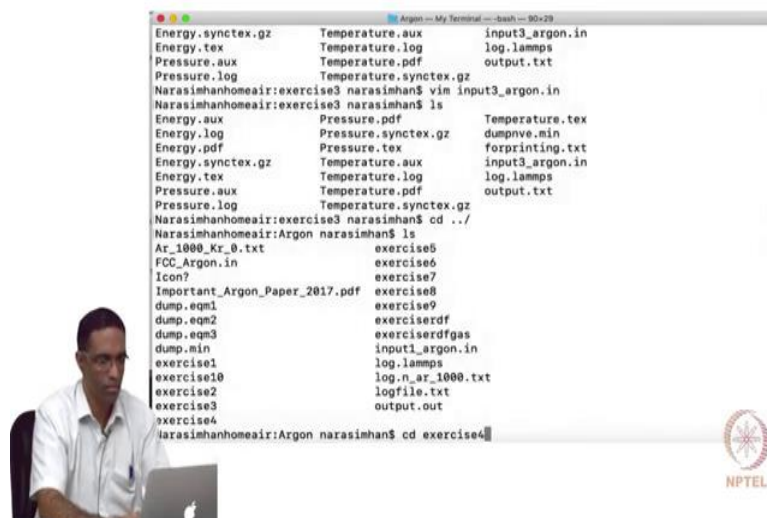 Argon — My Terminal — -bash — 90×29
Energy.synctex.gz Temperature.aux input3_argon.in
Energy.tex Temperature.log log.lammps
Pressure.aux Temperature.pdf output.txt
Pressure.log Temperature.synctex.gz
Narasimhanhomeair:exercise3 narasimhan$ vim input3_argon.in
Narasimhanhomeair:exercise3 narasimhan$ ls
Energy.aux Pressure.pdf Temperature.tex
Energy.log Pressure.synctex.gz dumpnve.min
Energy.pdf Pressure.tex forprinting.txt
Energy.synctex.gz Temperature.aux input3_argon.in
Energy.tex Temperature.log log.lammps
Pressure.aux Temperature.pdf output.txt
Pressure.log Temperature.synctex.gz
Narasimhanhomeair:exercise3 narasimhan$ cd ../
Narasimhanhomeair:Argon narasimhan$ ls
Ar_1000_Kr_0.txt exercise5
FCC_Argon.in exercise6
Icon? exercise7
Important_Argon_Paper_2017.pdf exercise8
dump.eqm1 exercise9
dump.eqm2 exerciserdf
dump.eqm3 exerciserdfgas
dump.min input1_argon.in
exercise1 log.lammps
exercise10 log.n_ar_1000.txt
exercise2 logfile.txt
exercise3 output.out
exercise4
Narasimhanhomeair:Argon narasimhan$ cd exercise4
NPTEL